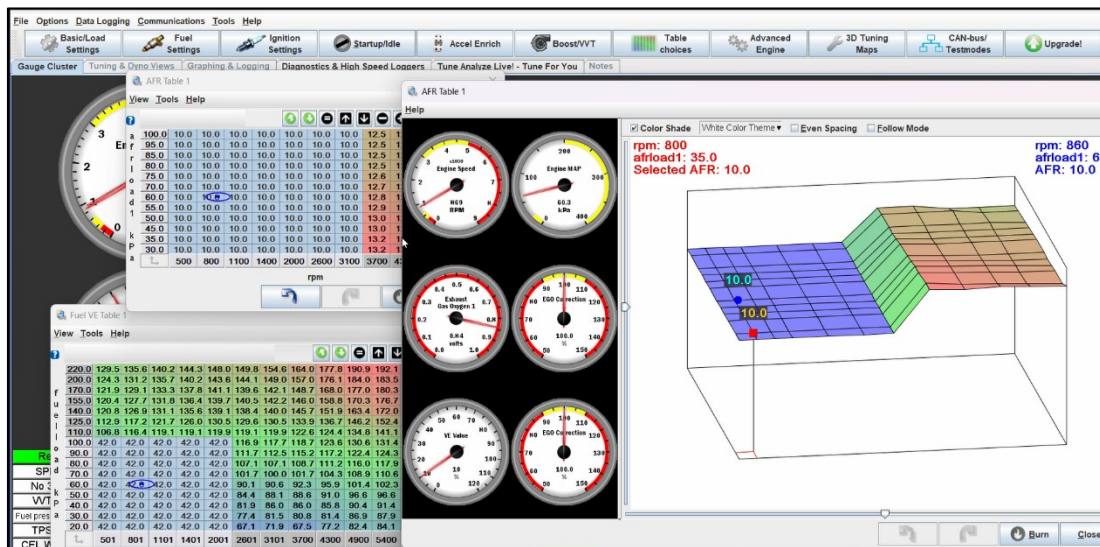 File Options Data Logging Communications Tools Help
Basic/Load Settings
Fuel Settings
Ignition Settings
Startup/Idle
Accel Enrich
Boost/VVT
Table choices
Advanced Engine
3D Tuning Maps
CAN-bus/ Testmodes
Upgrade!
Gauge Cluster Tuning & Dyno Views Graphing & Logging Diagnostics & High Speed Loggers Tune Analyze Live! - Tune For You Notes
AFR Table 1
View Tools Help
afrload1 kPa
100.0 10.0 10.0 10.0 10.0 10.0 10.0 10.0 12.5
95.0 10.0 10.0 10.0 10.0 10.0 10.0 10.0 12.5
85.0 10.0 10.0 10.0 10.0 10.0 10.0 10.0 12.5
80.0 10.0 10.0 10.0 10.0 10.0 10.0 10.0 12.5
75.0 10.0 10.0 10.0 10.0 10.0 10.0 10.0 12.6
70.0 10.0 10.0 10.0 10.0 10.0 10.0 10.0 12.7
60.0 10.0 10.0 10.0 10.0 10.0 10.0 12.8
55.0 10.0 10.0 10.0 10.0 10.0 10.0 10.0 12.9
50.0 10.0 10.0 10.0 10.0 10.0 10.0 10.0 13.0
45.0 10.0 10.0 10.0 10.0 10.0 10.0 10.0 13.0
35.0 10.0 10.0 10.0 10.0 10.0 10.0 10.0 13.2
30.0 10.0 10.0 10.0 10.0 10.0 10.0 10.0 13.2
500 800 1100 1400 2000 2600 3100 3700
rpm
Fuel VE Table 1
View Tools Help
fuelload kPa
220.0 129.5 135.6 140.2 144.3 148.0 149.8 154.6 164.0 177.8 190.9 192.1
200.0 124.3 131.2 135.7 140.2 143.6 144.1 149.0 157.0 176.1 184.0 183.5
170.0 121.9 129.1 133.3 137.8 141.1 139.6 142.1 148.7 168.0 177.0 180.3
155.0 120.4 127.7 131.8 136.4 139.7 140.5 142.2 146.0 158.8 170.3 176.7
140.0 120.8 126.9 131.1 135.6 139.1 138.4 140.0 145.7 151.9 163.4 172.0
125.0 112.9 117.2 121.7 126.0 130.5 129.6 130.5 133.9 136.7 146.2 152.4
110.0 106.8 116.4 119.1 119.1 119.9 119.1 119.9 122.6 124.4 134.8 141.1
100.0 42.0 42.0 42.0 42.0 42.0 116.9 117.7 118.7 123.6 130.6 131.4
90.0 42.0 42.0 42.0 42.0 42.0 111.7 112.5 115.2 117.2 122.4 124.3
80.0 42.0 42.0 42.0 42.0 42.0 107.1 107.1 108.7 111.2 116.0 117.9
70.0 42.0 42.0 42.0 42.0 42.0 101.7 100.0 101.7 104.3 108.9 110.6
60.0 42.0 42.0 42.0 42.0 90.1 90.6 92.3 95.9 101.4 102.3
50.0 42.0 42.0 42.0 42.0 42.0 84.4 88.1 88.6 91.0 96.6 96.6
40.0 42.0 42.0 42.0 42.0 42.0 81.9 86.0 86.0 85.8 90.4 91.4
30.0 42.0 42.0 42.0 42.0 42.0 77.4 81.5 80.8 81.4 86.9 87.9
20.0 42.0 42.0 42.0 42.0 42.0 67.1 71.9 67.5 77.2 82.4 84.1
501 801 1101 1401 2001 2601 3101 3700 4300 4900 5400
No 3
Fuel pres
TPS
CEL W
AFR Table 1
Help
x1000
Engine Speed
869
RPM
Engine MAP
60.3
kPa
Exhaust
Gas Oxygen 1
0.84
volts
EGO Correction
100.0
%
VE Value
10
%
EGO Correction
100.0
%
Color Shade White Color Theme Even Spacing Follow Mode
rpm: 800
afrload1: 35.0
Selected AFR: 10.0
rpm: 860
afrload1: 6
AFR: 10.0
10.0
10.0
Burn
Close